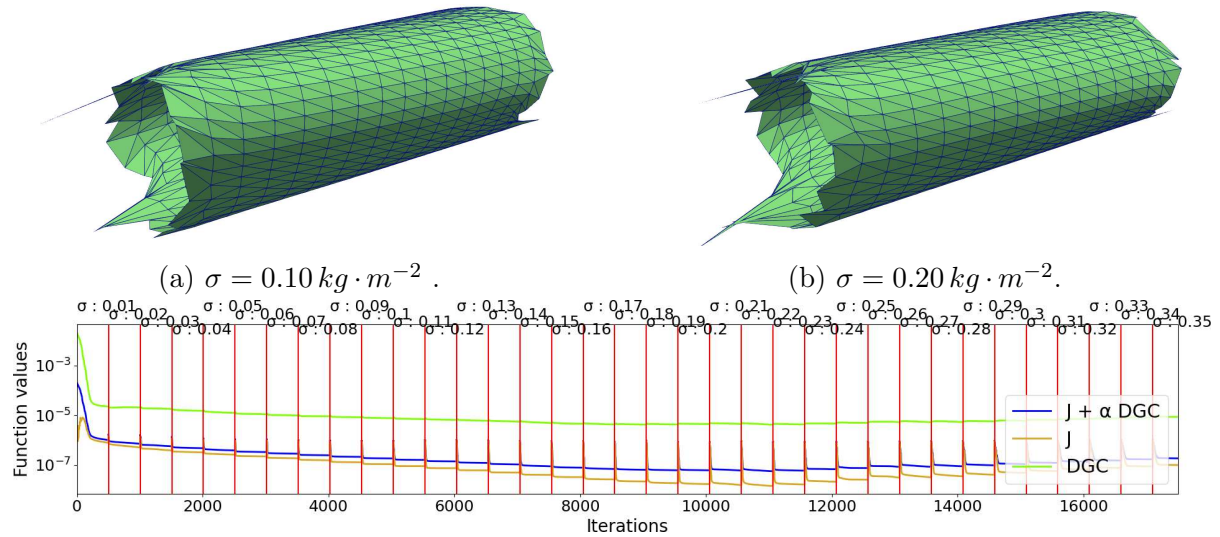 (a) σ = 0.10 kg · m⁻² .
(b) σ = 0.20 kg · m⁻².
σ : 0.01 σ : 0.05 σ : 0.09 σ : 0.13 σ : 0.17 σ : 0.21 σ : 0.25 σ : 0.29 σ : 0.33
σ : 0.02 σ : 0.06 σ : 0.1 σ : 0.14 σ : 0.18 σ : 0.22 σ : 0.26 σ : 0.3 σ : 0.34
σ : 0.03 σ : 0.07 σ : 0.11 σ : 0.15 σ : 0.19 σ : 0.23 σ : 0.27 σ : 0.31 σ : 0.35
σ : 0.04 σ : 0.08 σ : 0.12 σ : 0.16 σ : 0.2 σ : 0.24 σ : 0.28 σ : 0.32
Function values
10⁻³
10⁻⁵
10⁻⁷
J + α DGC
J
DGC
0 2000 4000 6000 8000 10000 12000 14000 16000
Iterations